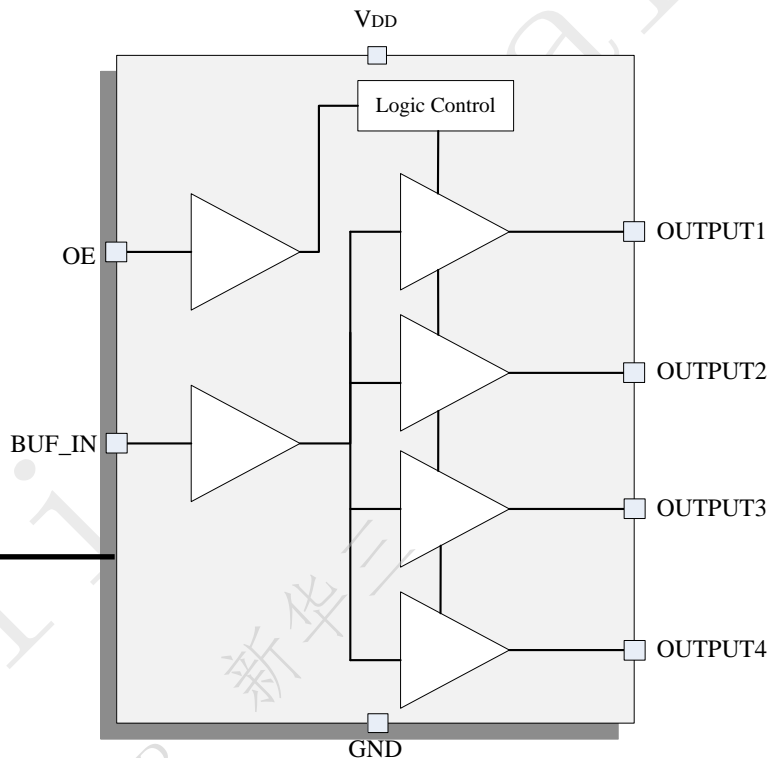 VDD
Logic Control
OE
OUTPUT1
OUTPUT2
BUF_IN
OUTPUT3
OUTPUT4
GND
新华三